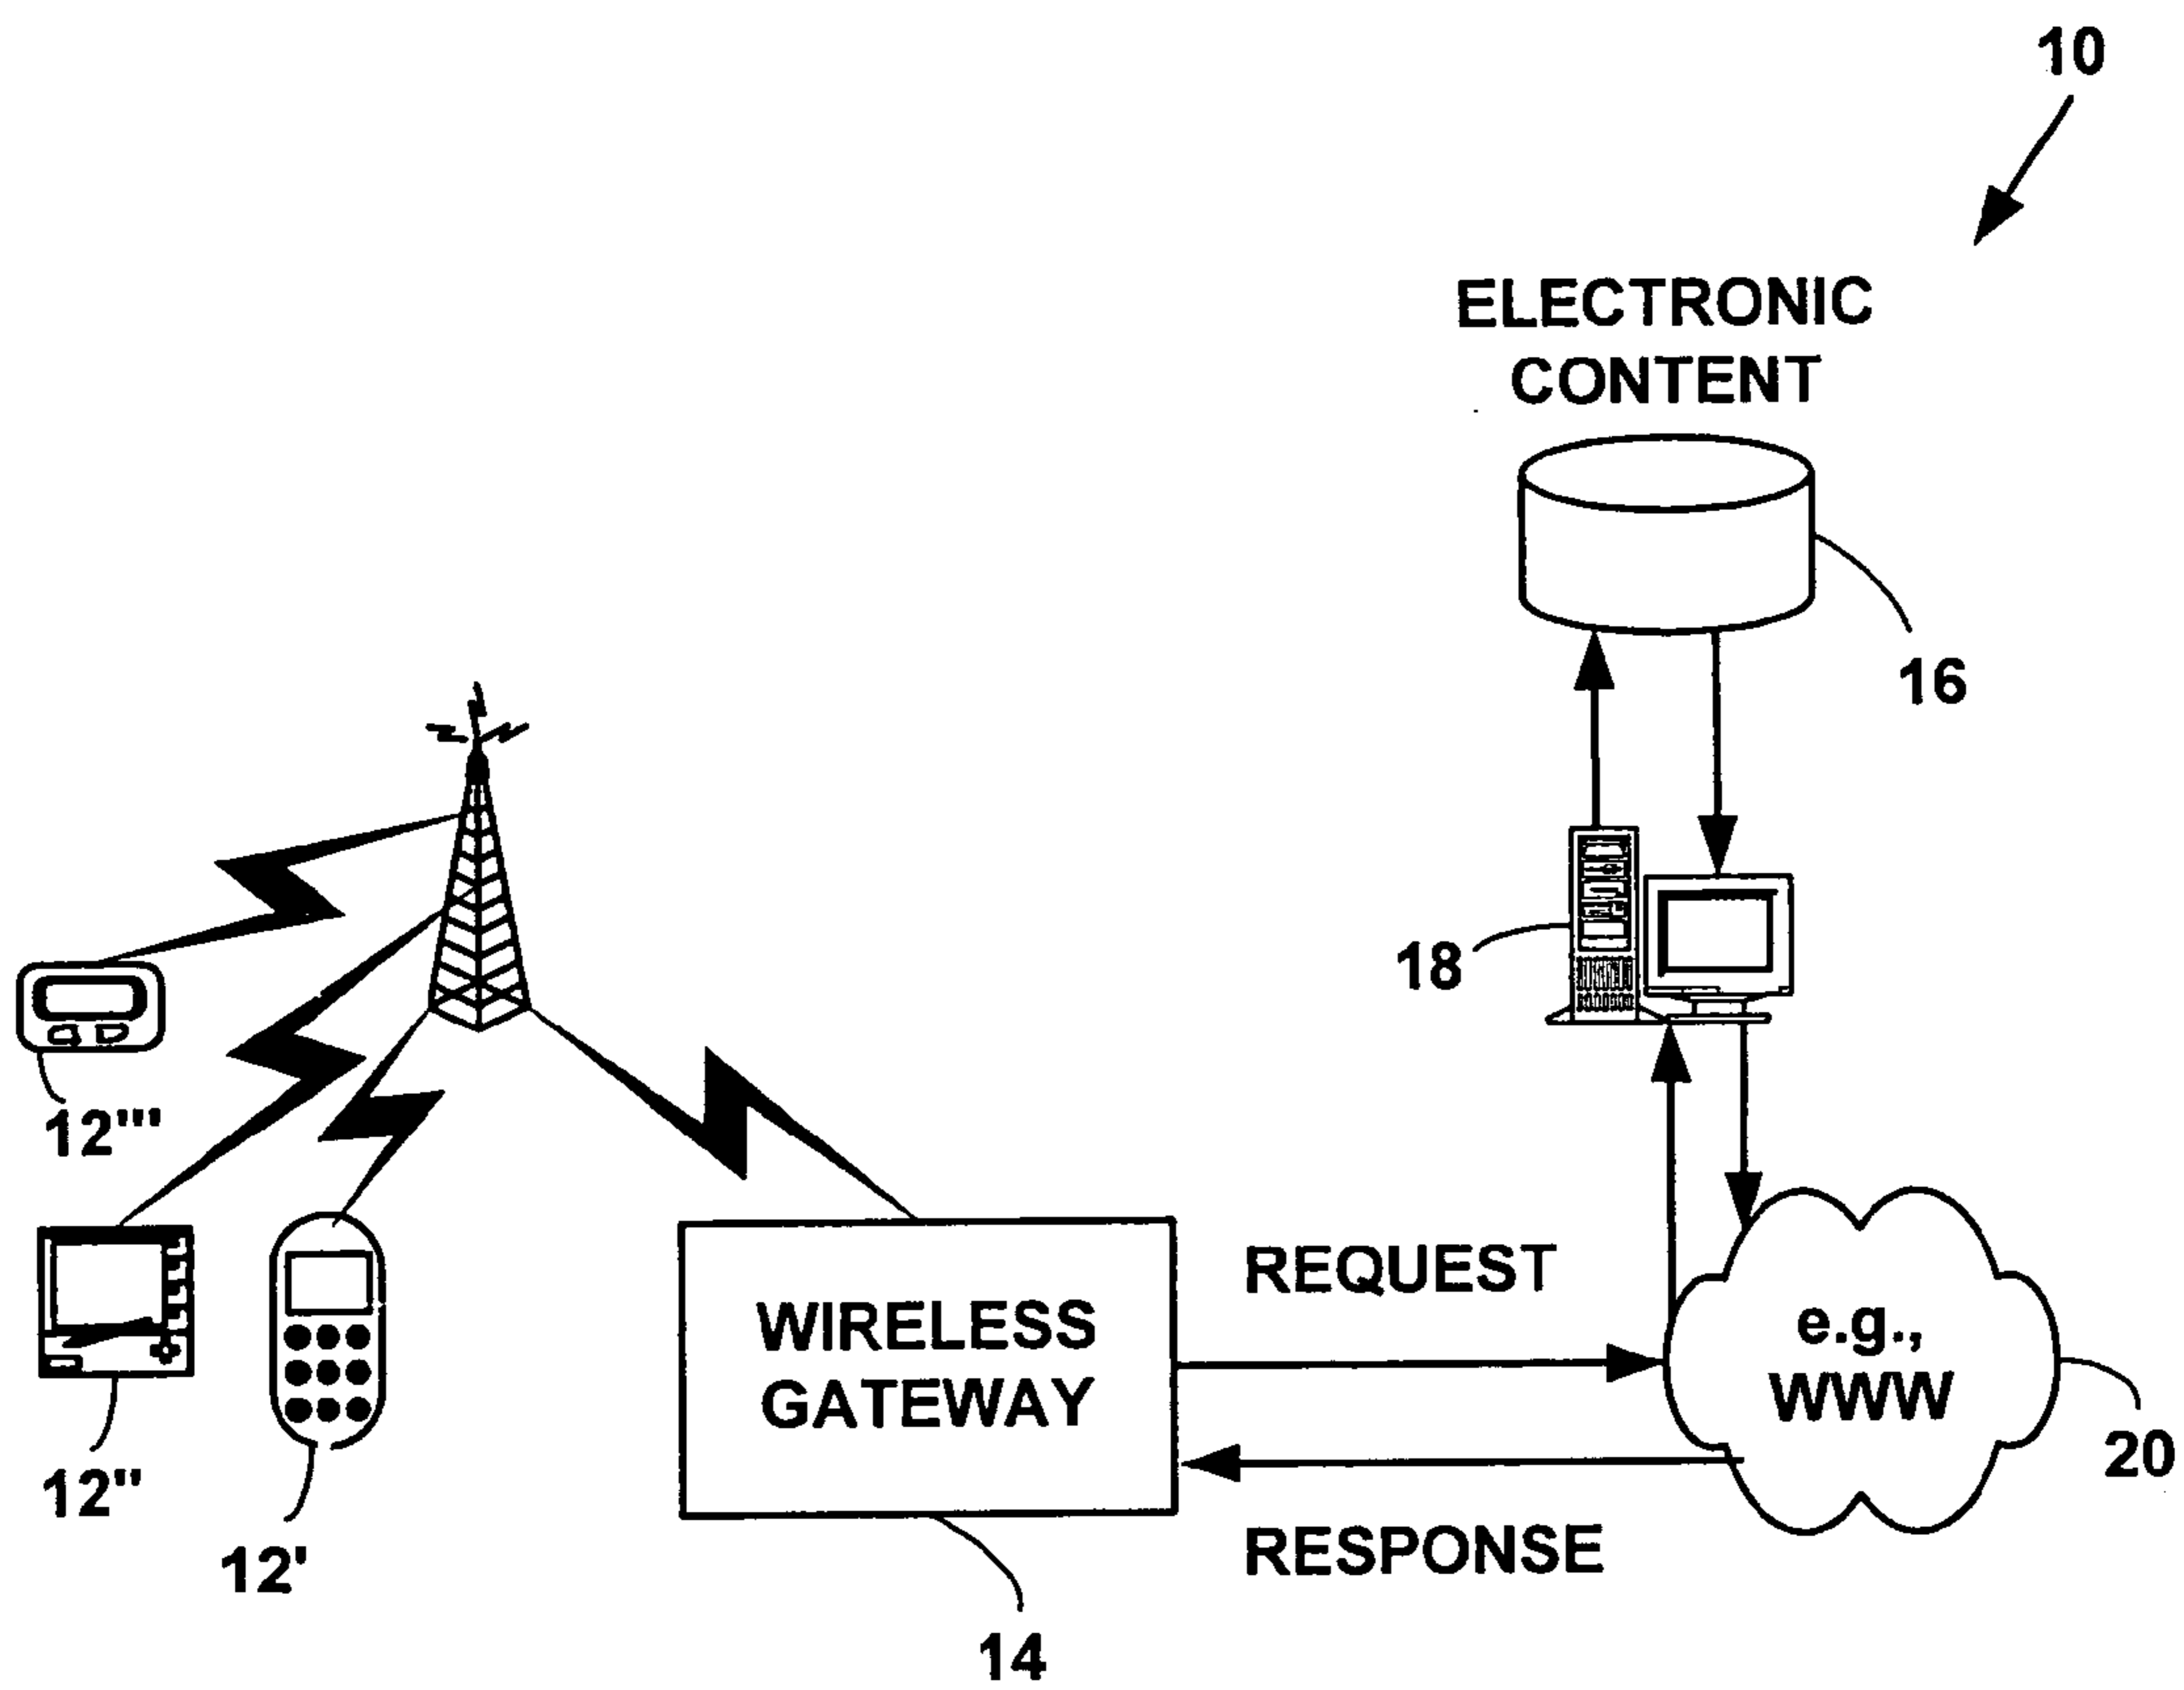 10
ELECTRONIC
CONTENT
16
18
12'''
REQUEST
WIRELESS
GATEWAY
e.g.,
WWW
20
12''
12'
RESPONSE
14